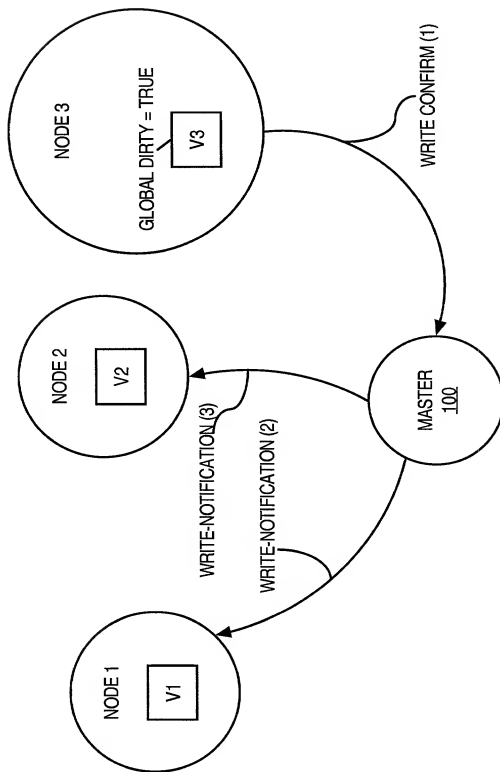 NODE 1
V1
NODE 2
V2
NODE 3
GLOBAL DIRTY = TRUE
V3
WRITE-NOTIFICATION (3)
WRITE-NOTIFICATION (2)
WRITE CONFIRM (1)
MASTER
100